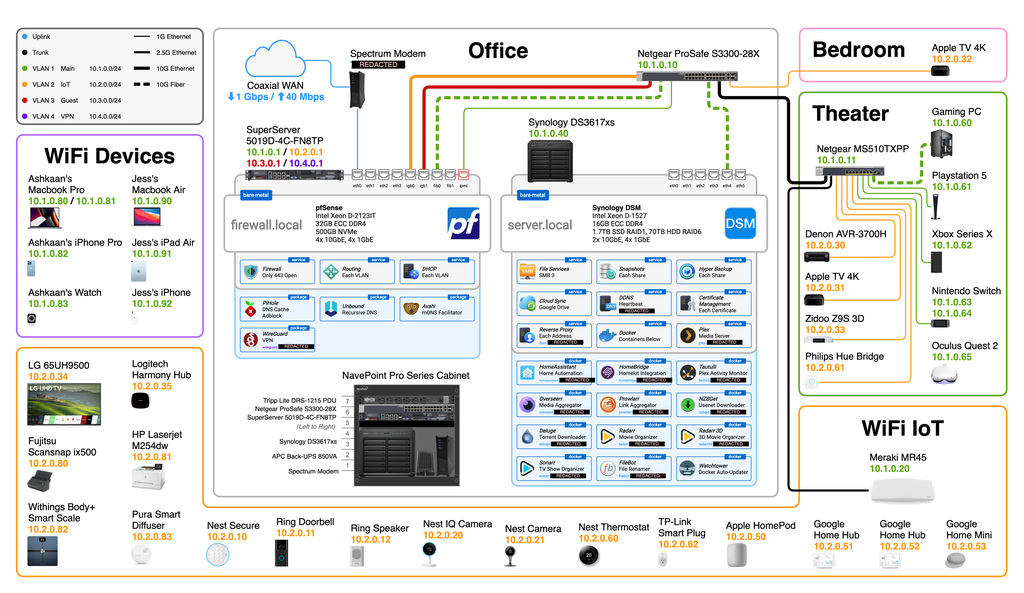 Uplink
1G Ethernet
Trunk
2.5G Ethernet
VLAN 1 Main 10.1.0.0/24
10G Ethernet
VLAN 2 IoT 10.2.0.0/24
10G Fiber
VLAN 3 Guest 10.3.0.0/24
VLAN 4 VPN 10.4.0.0/24
WiFi Devices
Ashkaan's
Macbook Pro
10.1.0.80 / 10.1.0.81
Jess's
Macbook Air
10.1.0.90
Ashkaan's iPhone Pro
10.1.0.82
Jess's iPad Air
10.1.0.91
Ashkaan's Watch
10.1.0.83
Jess's iPhone
10.1.0.92
Office
Coaxial WAN
1 Gbps / 40 Mbps
Spectrum Modem
REDACTED
Netgear ProSafe S3300-28X
10.1.0.10
SuperServer
5019D-4C-FN8TP
10.1.0.1 / 10.2.0.1
10.3.0.1 / 10.4.0.1
Synology DS3617xs
10.1.0.40
eth0 eth1 eth2 eth3 igb0 igb1 fib0 fib1 ipmi
eth0 eth1 eth2 eth3 eth4 eth5
bare-metal
firewall.local
pfSense
Intel Xeon D-2123IT
32GB ECC DDR4
500GB NVMe
4x 10GbE, 4x 1GbE
pf
bare-metal
server.local
Synology DSM
Intel Xeon D-1527
16GB ECC DDR4
1.7TB SSD RAID1, 70TB HDD RAID6
2x 10GbE, 4x 1GbE
DSM
service
Firewall
Only 443 Open
service
Routing
Each VLAN
service
DHCP
Each VLAN
package
PiHole
DNS Cache
Adblock
package
Unbound
Recursive DNS
package
Avahi
mDNS Facilitator
package
WireGuard
VPN
REDACTED
service
File Services
SMB 3
service
Snapshots
Each Share
service
Hyper Backup
Each Share
service
Cloud Sync
Google Drive
service
DDNS
Heartbeat
REDACTED
service
Certificate
Management
Each Certificate
service
Reverse Proxy
Each Address
REDACTED
service
Docker
Containers Below
service
Plex
Media Server
REDACTED
docker
HomeAssistant
Home Automation
REDACTED
docker
HomeBridge
Homekit Integration
REDACTED
docker
Tautulli
Plex Activity Monitor
REDACTED
docker
Overseerr
Media Aggregator
REDACTED
docker
Prowlarr
Link Aggregator
REDACTED
docker
NZBGet
Usenet Downloader
REDACTED
docker
Deluge
Torrent Downloader
REDACTED
docker
Radarr
Movie Organizer
REDACTED
docker
Radarr 3D
3D Movie Organizer
REDACTED
docker
Sonarr
TV Show Organizer
REDACTED
docker
FileBot
File Renamer
REDACTED
docker
Watchtower
Docker Auto-Updater
NavePoint Pro Series Cabinet
Tripp Lite DRS-1215 PDU 7
Netgear ProSafe S3300-28X 6
SuperServer 5019D-4C-FN8TP 5
(Left to Right) 4
Synology DS3617xs 3
APC Back-UPS 850VA 2
Spectrum Modem 1
Bedroom
Apple TV 4K
10.2.0.32
Theater
Netgear MS510TXPP
10.1.0.11
Gaming PC
10.1.0.60
Playstation 5
10.1.0.61
Denon AVR-3700H
10.2.0.30
Xbox Series X
10.1.0.62
Apple TV 4K
10.2.0.31
Nintendo Switch
10.1.0.63
10.1.0.64
Zidoo Z9S 3D
10.2.0.33
Philips Hue Bridge
10.2.0.61
Oculus Quest 2
10.1.0.65
WiFi IoT
Meraki MR45
10.1.0.20
LG 65UH9500
10.2.0.34
LG UHD TV
Logitech
Harmony Hub
10.2.0.35
Fujitsu
Scansnap ix500
10.2.0.80
HP Laserjet
M254dw
10.2.0.81
Withings Body+
Smart Scale
10.2.0.82
Pura Smart
Diffuser
10.2.0.83
Nest Secure
10.2.0.10
Ring Doorbell
10.2.0.11
Ring Speaker
10.2.0.12
Nest IQ Camera
10.2.0.20
Nest Camera
10.2.0.21
Nest Thermostat
10.2.0.60
20
TP-Link
Smart Plug
10.2.0.62
Apple HomePod
10.2.0.50
Google
Home Hub
10.2.0.51
Google
Home Hub
10.2.0.52
Google
Home Mini
10.2.0.53